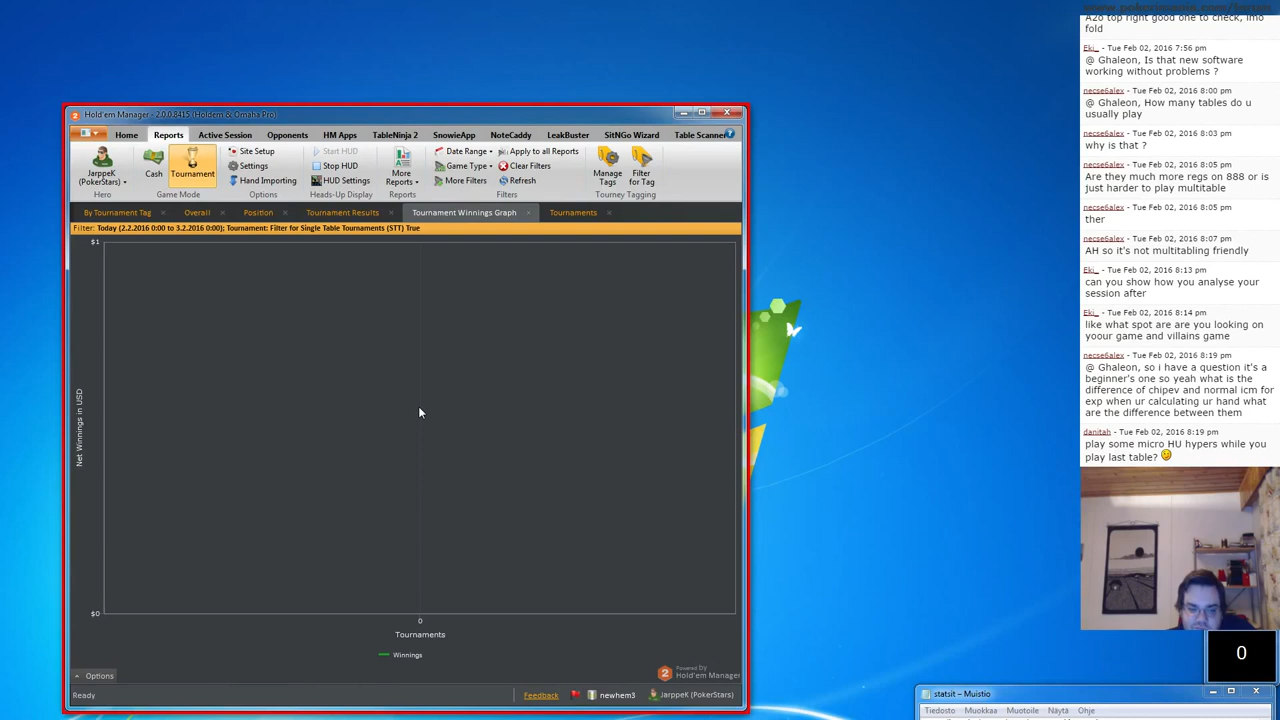 A2o top right good one to check, imo
fold
Eki_ - Tue Feb 02, 2016 7:56 pm
@ Ghaleon, Is that new software
working without problems ?
necse6alex - Tue Feb 02, 2016 8:00 pm
@ Ghaleon, How many tables do u
usually play
necse6alex - Tue Feb 02, 2016 8:03 pm
why is that ?
necse6alex - Tue Feb 02, 2016 8:05 pm
Are they much more regs on 888 or is
just harder to play multitable
necse6alex - Tue Feb 02, 2016 8:05 pm
ther
necse6alex - Tue Feb 02, 2016 8:07 pm
AH so it's not multitabling friendly
Eki_ - Tue Feb 02, 2016 8:13 pm
can you show how you analyse your
session after
Eki_ - Tue Feb 02, 2016 8:14 pm
like what spot are are you looking on
yoour game and villains game
necse6alex - Tue Feb 02, 2016 8:19 pm
@ Ghaleon, so i have a question it's a
beginner's one so yeah what is the
difference of chipev and normal icm for
exp when ur calculating ur hand what
are the difference between them
danitah - Tue Feb 02, 2016 8:19 pm
play some micro HU hypers while you
play last table?
Hold'em Manager - 2.0.0.8415 (Holdem & Omaha Pro)
Home Reports Active Session Opponents HM Apps TableNinja 2 SnowieApp NoteCaddy LeakBuster SitNGo Wizard Table Scanner
JarppeK
(PokerStars)
Hero
Cash
Tournament
Game Mode
Site Setup
Settings
Hand Importing
Options
Start HUD
Stop HUD
HUD Settings
Heads-Up Display
More
Reports
Reports
Date Range
Game Type
More Filters
Apply to all Reports
Clear Filters
Refresh
Filters
Manage
Tags
Filter
for Tag
Tourney Tagging
By Tournament Tag Overall Position Tournament Results Tournament Winnings Graph Tournaments
Filter: Today (2.2.2016 0:00 to 3.2.2016 0:00); Tournament: Filter for Single Table Tournaments (STT) True
$1
Net Winnings in USD
$0
0
Tournaments
Winnings
Options
2 Powered by
Hold'em Manager
Ready
Feedback newhem3 JarppeK (PokerStars)
0
statsit – Muistio
Tiedosto Muokkaa Muotoile Näytä Ohje